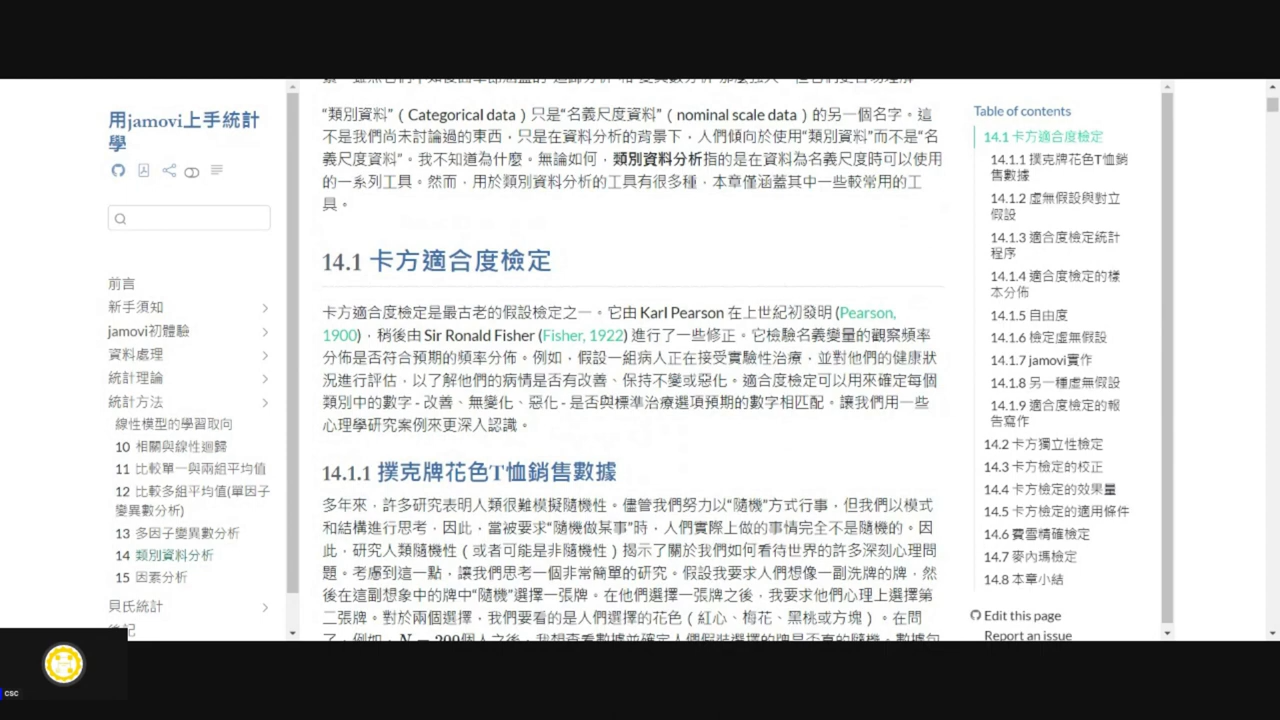 用jamovi上手統計
學
前言
新手須知
jamovi初體驗
資料處理
統計理論
統計方法
線性模型的學習取向
10 相關與線性迴歸
11 比較單一與兩組平均值
12 比較多組平均值(單因子
變異數分析)
13 多因子變異數分析
14 類別資料分析
15 因素分析
貝氏統計
“類別資料”（Categorical data）只是“名義尺度資料”（nominal scale data）的另一個名字。這
不是我們尚未討論過的東西，只是在資料分析的背景下，人們傾向於使用“類別資料”而不是“名
義尺度資料”。我不知道為什麼。無論如何，類別資料分析指的是在資料為名義尺度時可以使用
的一系列工具。然而，用於類別資料分析的工具有很多種，本章僅涵蓋其中一些較常用的工
具。
14.1 卡方適合度檢定
卡方適合度檢定是最古老的假設檢定之一。它由 Karl Pearson 在上世紀初發明 (Pearson,
1900)，稍後由 Sir Ronald Fisher (Fisher, 1922) 進行了一些修正。它檢驗名義變量的觀察頻率
分佈是否符合預期的頻率分佈。例如，假設一組病人正在接受實驗性治療，並對他們的健康狀
況進行評估，以了解他們的病情是否有改善、保持不變或惡化。適合度檢定可以用來確定每個
類別中的數字 - 改善、無變化、惡化 - 是否與標準治療選項預期的數字相匹配。讓我們用一些
心理學研究案例來更深入認識。
14.1.1 撲克牌花色T恤銷售數據
多年來，許多研究表明人類很難模擬隨機性。儘管我們努力以“隨機”方式行事，但我們以模式
和結構進行思考，因此，當被要求“隨機做某事”時，人們實際上做的事情完全不是隨機的。因
此，研究人類隨機性（或者可能是非隨機性）揭示了關於我們如何看待世界的許多深刻心理問
題。考慮到這一點，讓我們思考一個非常簡單的研究。假設我要求人們想像一副洗牌的牌，然
後在這副想象中的牌中“隨機”選擇一張牌。在他們選擇一張牌之後，我要求他們心理上選擇第
二張牌。對於兩個選擇，我們要看的是人們選擇的花色（紅心、梅花、黑桃或方塊）。在問
Table of contents
14.1 卡方適合度檢定
14.1.1 撲克牌花色T恤銷
售數據
14.1.2 虛無假設與對立
假設
14.1.3 適合度檢定統計
程序
14.1.4 適合度檢定的樣
本分佈
14.1.5 自由度
14.1.6 檢定虛無假設
14.1.7 jamovi實作
14.1.8 另一種虛無假設
14.1.9 適合度檢定的報
告寫作
14.2 卡方獨立性檢定
14.3 卡方檢定的校正
14.4 卡方檢定的效果量
14.5 卡方檢定的適用條件
14.6 費雪精確檢定
14.7 麥內瑪檢定
14.8 本章小結
Edit this page
Report an issue
csc